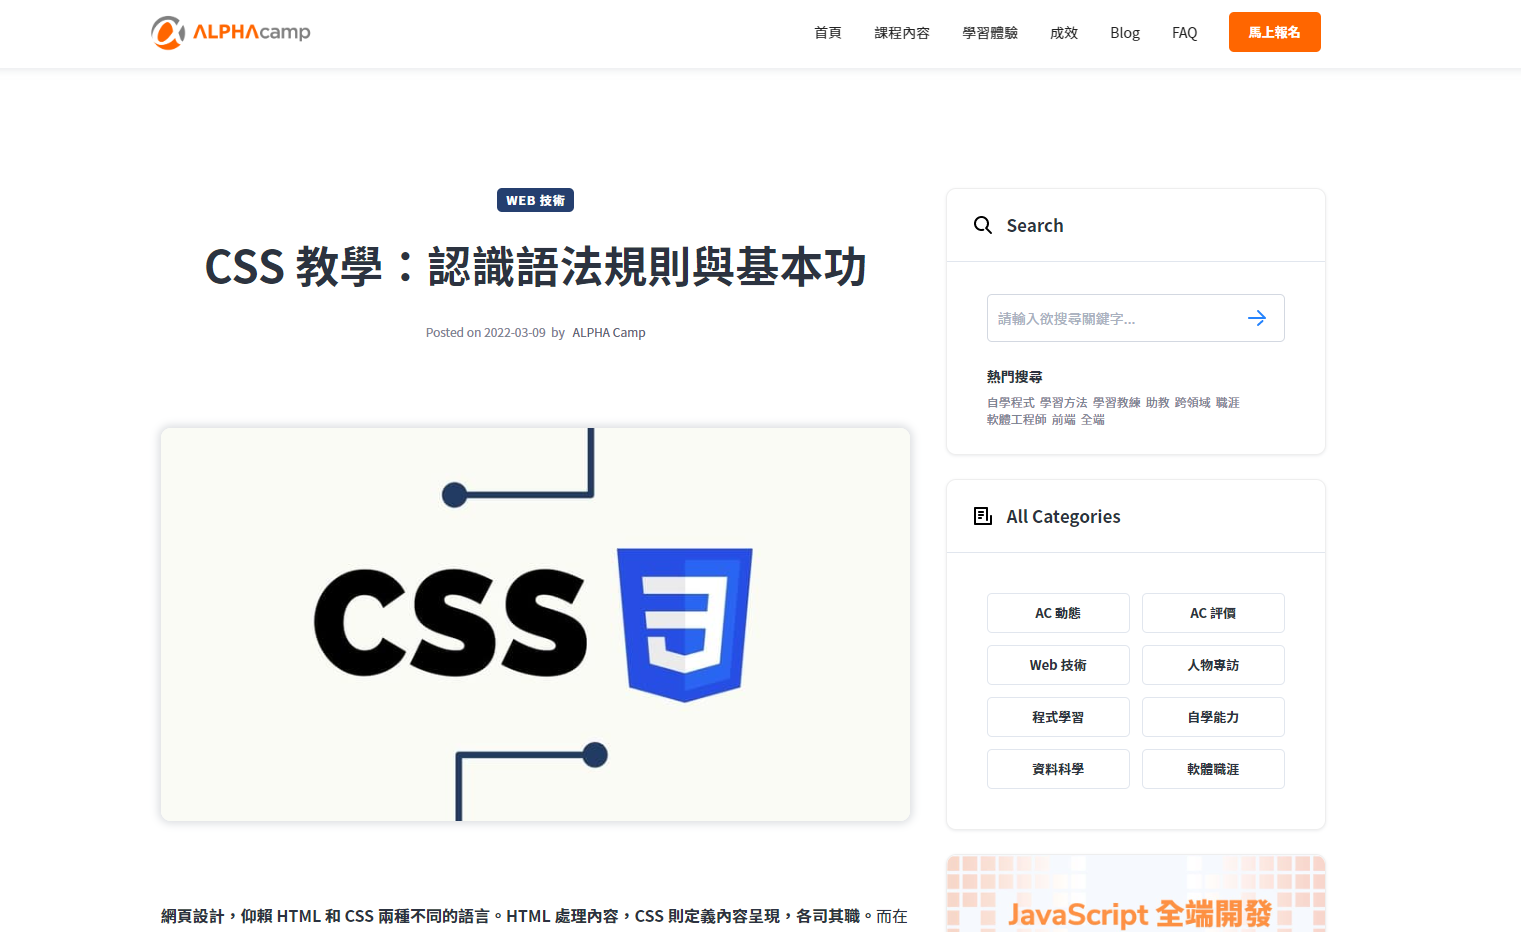 ALPHAcamp
首頁 課程內容 學習體驗 成效 Blog FAQ 馬上報名
WEB 技術
CSS 教學：認識語法規則與基本功
Posted on 2022-03-09 by ALPHA Camp
CSS
網頁設計，仰賴 HTML 和 CSS 兩種不同的語言。HTML 處理內容，CSS 則定義內容呈現，各司其職。而在
Search
請輸入欲搜尋關鍵字...
熱門搜尋
自學程式 學習方法 學習教練 助教 跨領域 職涯
軟體工程師 前端 全端
All Categories
AC 動態 AC 評價
Web 技術 人物專訪
程式學習 自學能力
資料科學 軟體職涯
JavaScript 全端開發